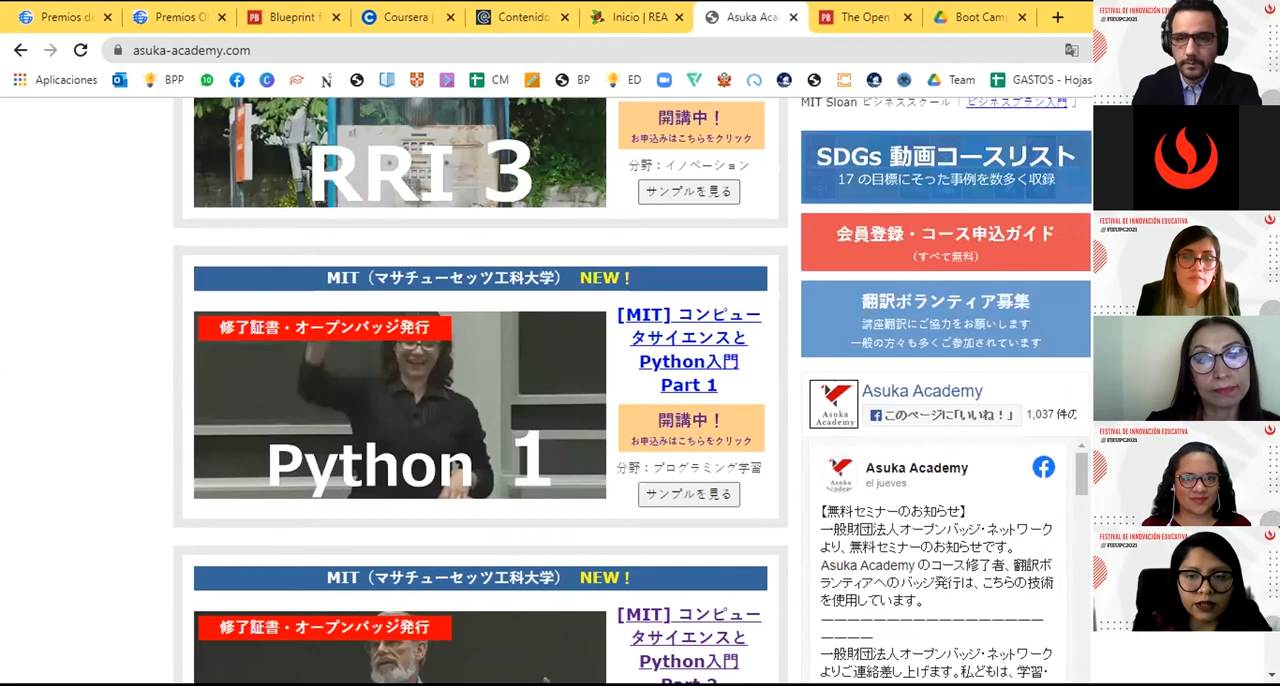 Premios de
Premios O
Blueprint f
Coursera
Contenido
Inicio | REA
Asuka Aca
The Open
Boot Camp
asuka-academy.com
Aplicaciones
BPP
10
CM
BP
ED
Team
GASTOS - Hojas
RRI 3
開講中！
お申込みはこちらをクリック
分野：イノベーション
サンプルを見る
MIT（マサチューセッツ工科大学） NEW！
修了証書・オープンバッジ発行
Python 1
[MIT] コンピュー
タサイエンスと
Python入門
Part 1
開講中！
お申込みはこちらをクリック
分野：プログラミング学習
サンプルを見る
MIT（マサチューセッツ工科大学） NEW！
修了証書・オープンバッジ発行
[MIT] コンピュー
タサイエンスと
Python入門
MIT Sloan ビジネススクール「ビジネスプラン入門」
SDGs 動画コースリスト
17 の目標にそった事例を数多く収録
会員登録・コース申込ガイド
(すべて無料)
翻訳ボランティア募集
講座翻訳にご協力をお願いします
一般の方々も多くご参加されています
Asuka Academy
Asuka
Academy
このページに「いいね！」
1,037 件の
Asuka Academy
el jueves
【無料セミナーのお知らせ】
一般財団法人オープンバッジ・ネットワーク
より、無料セミナーのお知らせです。
Asuka Academy のコース修了者、翻訳ボ
ランティアへのバッジ発行は、こちらの技術
を使用しています。
一般財団法人オープンバッジ・ネットワーク
よりご連絡差し上げます。私どもは、学習・
FESTIVAL DE INNOVACIÓN EDUCATIVA
#FIEUPC2021
FESTIVAL DE INNOVACIÓN EDUCATIVA
#FIEUPC2021
FESTIVAL DE INNOVACIÓN EDUCATIVA
#FIEUPC2021
FESTIVAL DE INNOVACIÓN EDUCATIVA
#FIEUPC2021